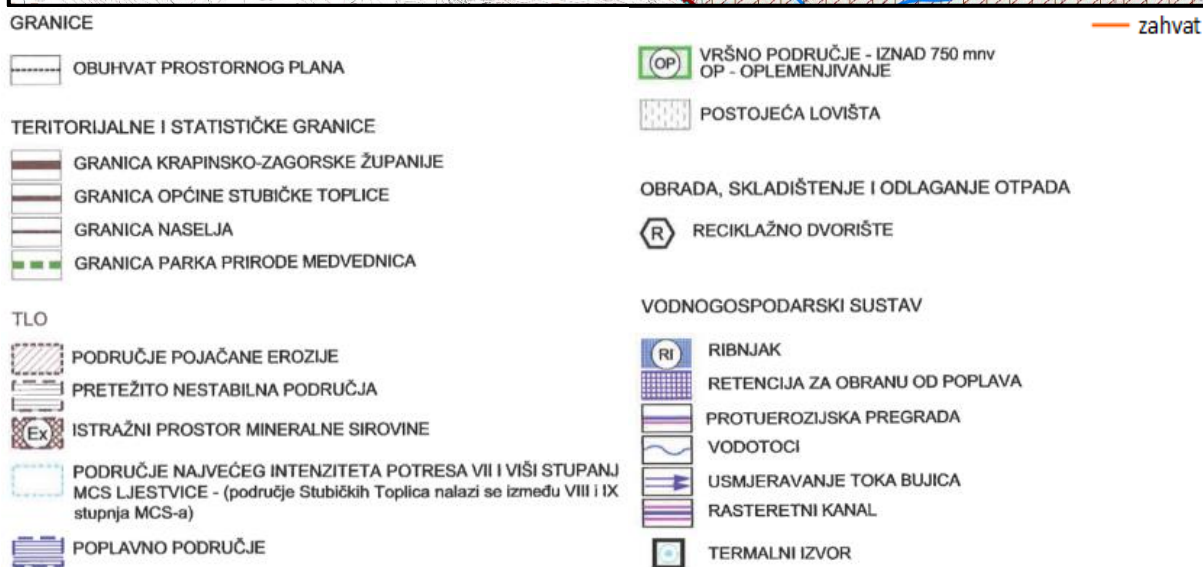 GRANICE
OBUHVAT PROSTORNOG PLANA
TERITORIJALNE I STATISTIČKE GRANICE
GRANICA KRAPINSKO-ZAGORSKE ŽUPANIJE
GRANICA OPĆINE STUBIČKE TOPLICE
GRANICA NASELJA
GRANICA PARKA PRIRODE MEDVEDNICA
TLO
PODRUČJE POJAČANE EROZIJE
PRETEŽITO NESTABILNA PODRUČJA
Ex ISTRAŽNI PROSTOR MINERALNE SIROVINE
PODRUČJE NAJVEĆEG INTENZITETA POTRESA VII I VIŠI STUPANJ
MCS LJESTVICE - (područje Stubičkih Toplica nalazi se između VIII i IX
stupnja MCS-a)
POPLAVNO PODRUČJE
zahvat
OP VRŠNO PODRUČJE - IZNAD 750 mnv
OP - OPLEMENJIVANJE
POSTOJEĆA LOVIŠTA
OBRADA, SKLADIŠTENJE I ODLAGANJE OTPADA
R RECIKLAŽNO DVORIŠTE
VODNOGOSPODARSKI SUSTAV
RI RIBNJAK
RETENCIJA ZA OBRANU OD POPLAVA
PROTUEROZIJSKA PREGRADA
VODOTOCI
USMJERAVANJE TOKA BUJICA
RASTERETNI KANAL
TERMALNI IZVOR